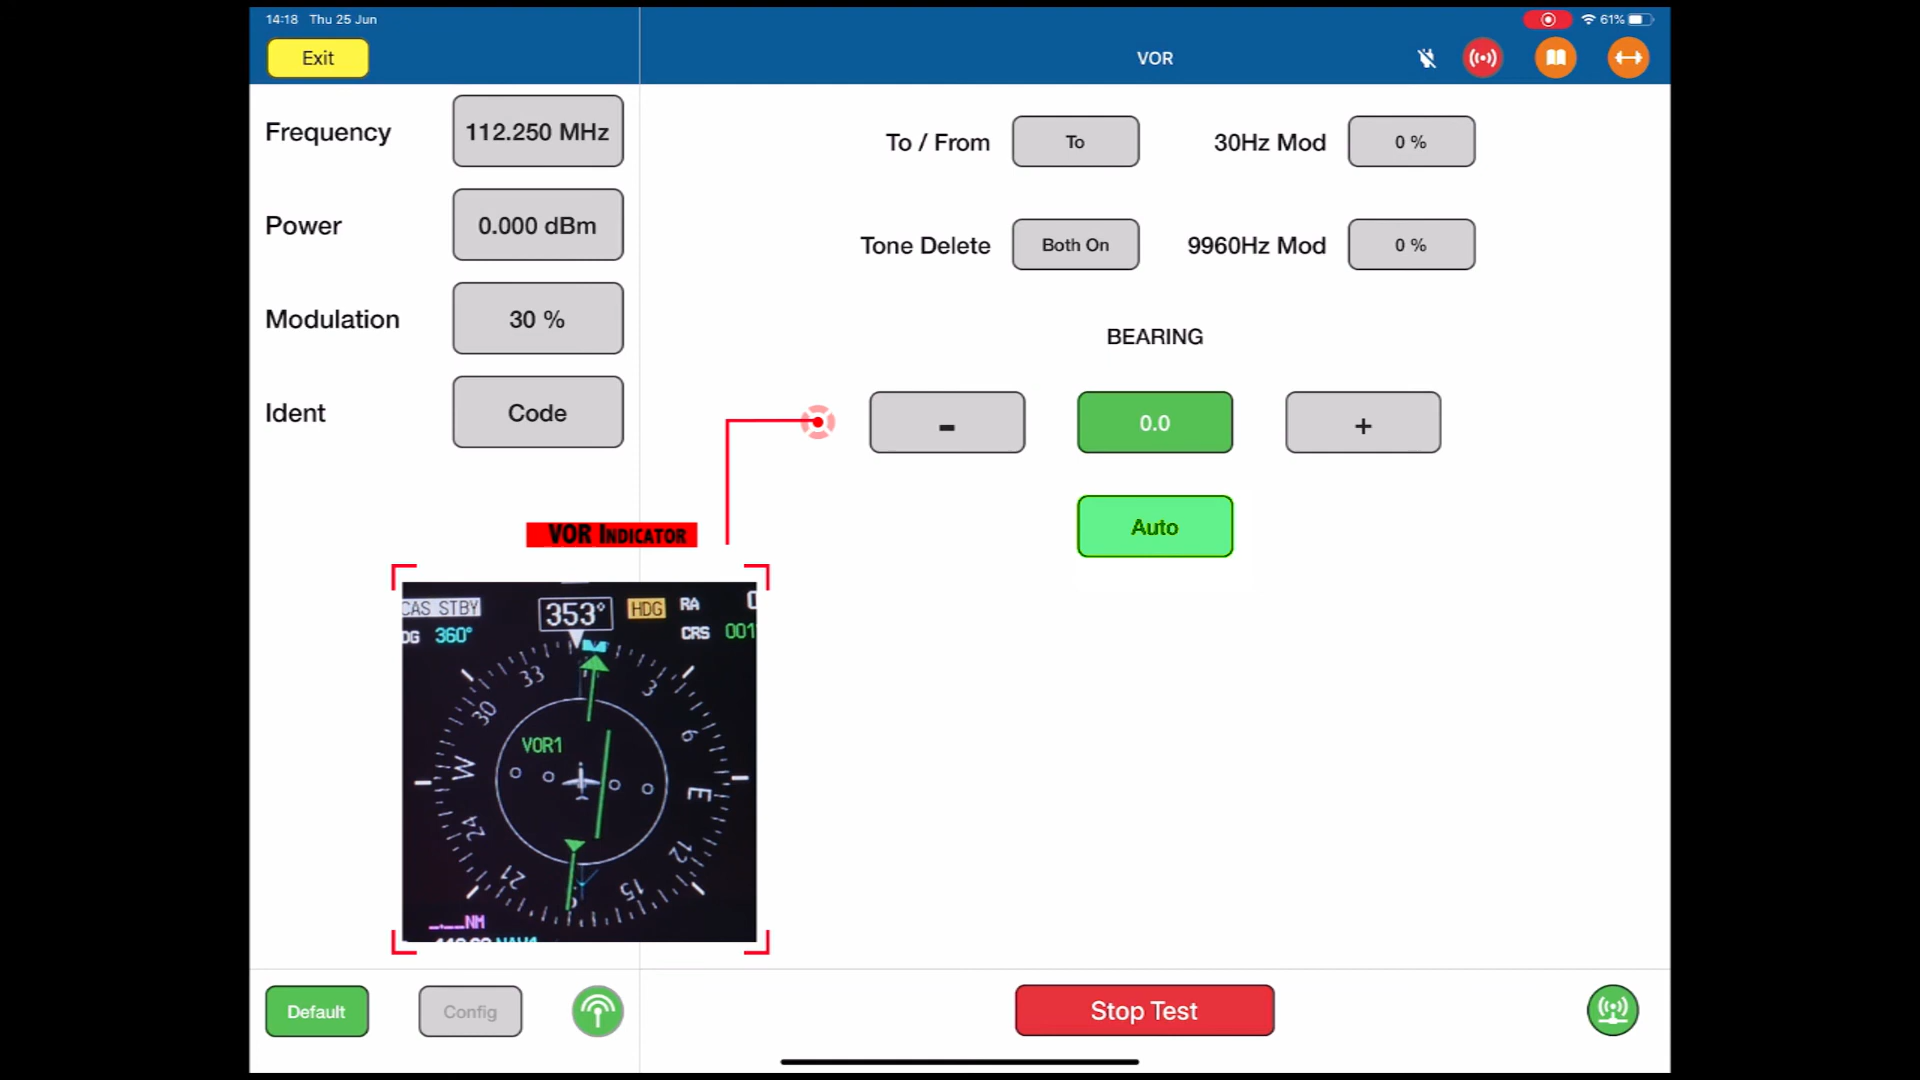 14:18 Thu 25 Jun
61%
Exit
VOR
Frequency
112.250 MHz
To / From
To
30Hz Mod
0 %
Power
0.000 dBm
Tone Delete
Both On
9960Hz Mod
0 %
Modulation
30 %
BEARING
Ident
Code
-
0.0
+
Auto
VOR INDICATOR
CAS STBY
353°
HDG
RA
DG 360°
CRS 001
33
3
30
6
VOR1
W
E
24
12
21
15
NM
NAV1
Default
Config
Stop Test